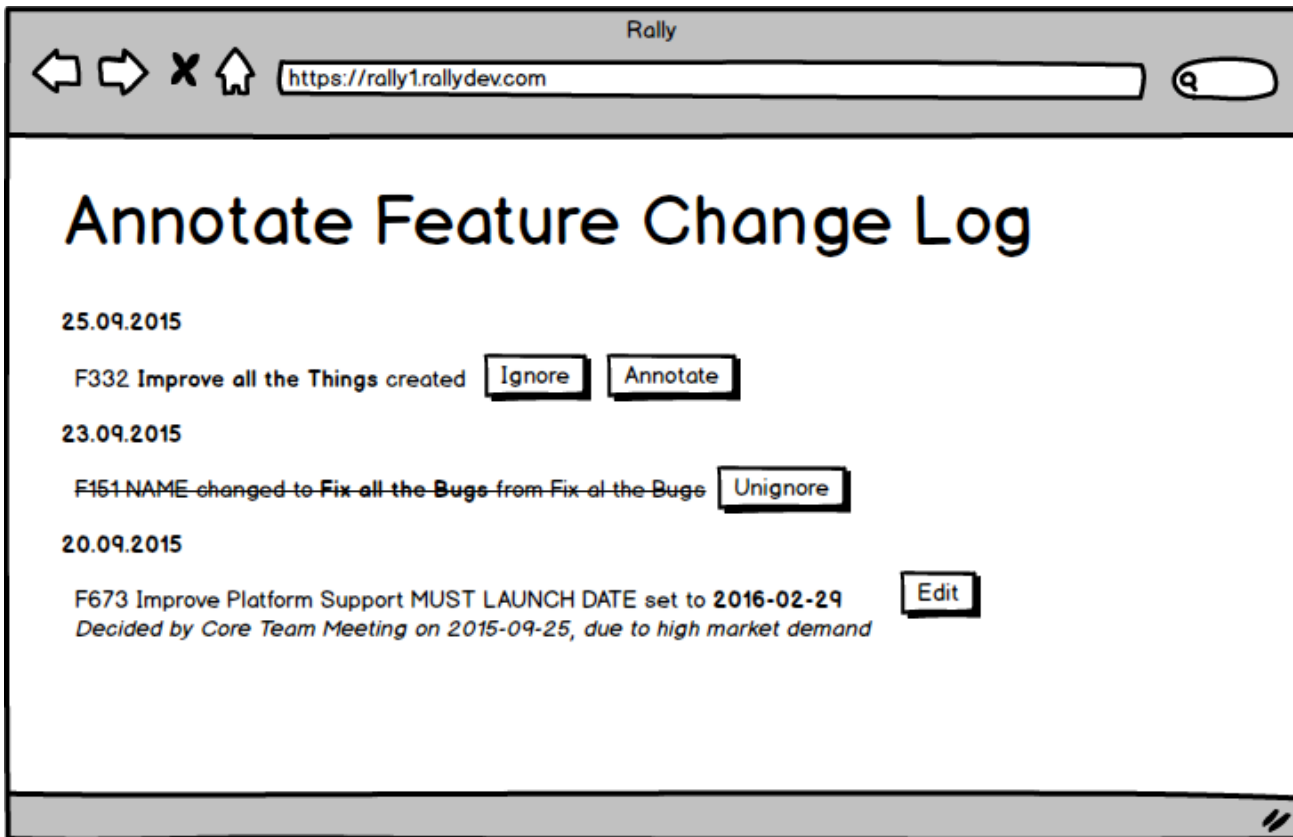 Rally
https://rally1.rallydev.com
Annotate Feature Change Log
25.09.2015
F332 Improve all the Things created Ignore Annotate
23.09.2015
F151 NAME changed to Fix all the Bugs from Fix al the Bugs Unignore
20.09.2015
F673 Improve Platform Support MUST LAUNCH DATE set to 2016-02-29 Edit
Decided by Core Team Meeting on 2015-09-25, due to high market demand